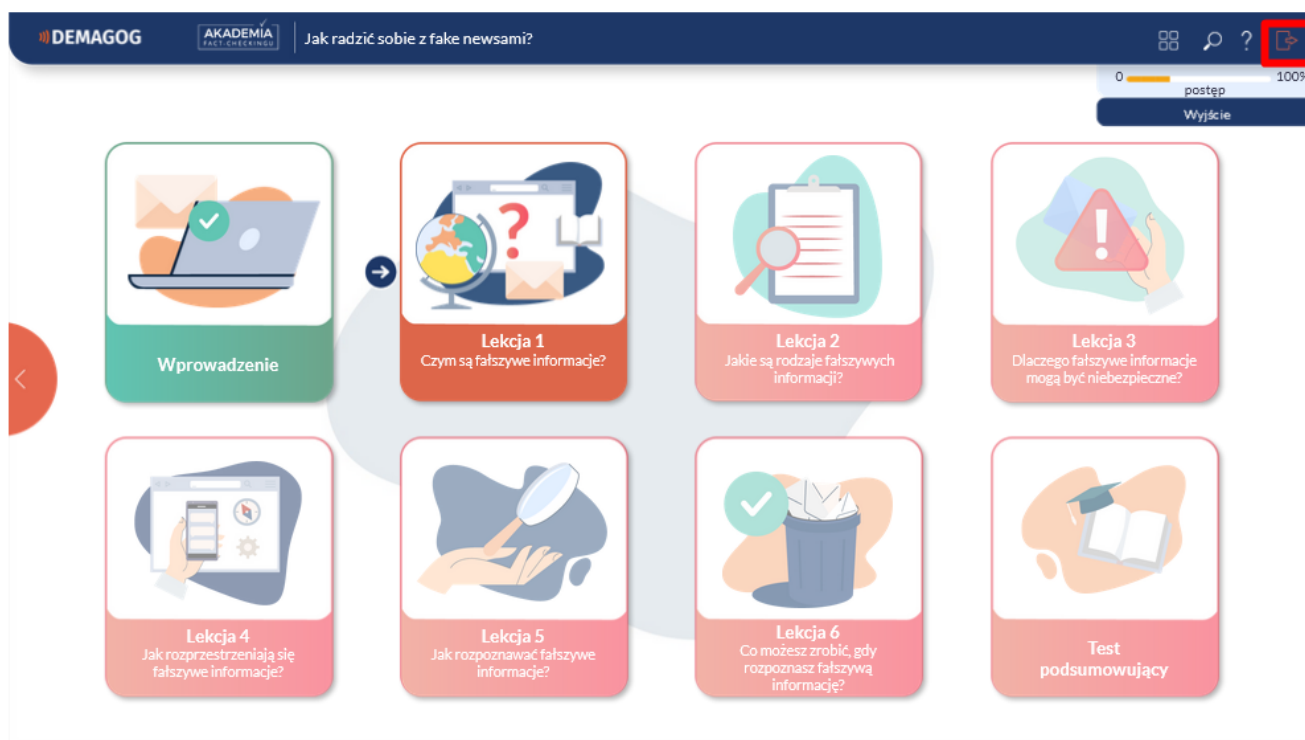 DEMAGOG
AKADEMIA
FACT-CHECKINGU
Jak radzić sobie z fake newsami?
?
0
100%
postęp
Wyjście
Wprowadzenie
Lekcja 1
Czym są fałszywe informacje?
Lekcja 2
Jakie są rodzaje fałszywych
informacji?
Lekcja 3
Dlaczego fałszywe informacje
mogą być niebezpieczne?
Lekcja 4
Jak rozprzestrzeniają się
fałszywe informacje?
Lekcja 5
Jak rozpoznawać fałszywe
informacje?
Lekcja 6
Co możesz zrobić, gdy
rozpoznasz fałszywą
informację?
Test
podsumowujący